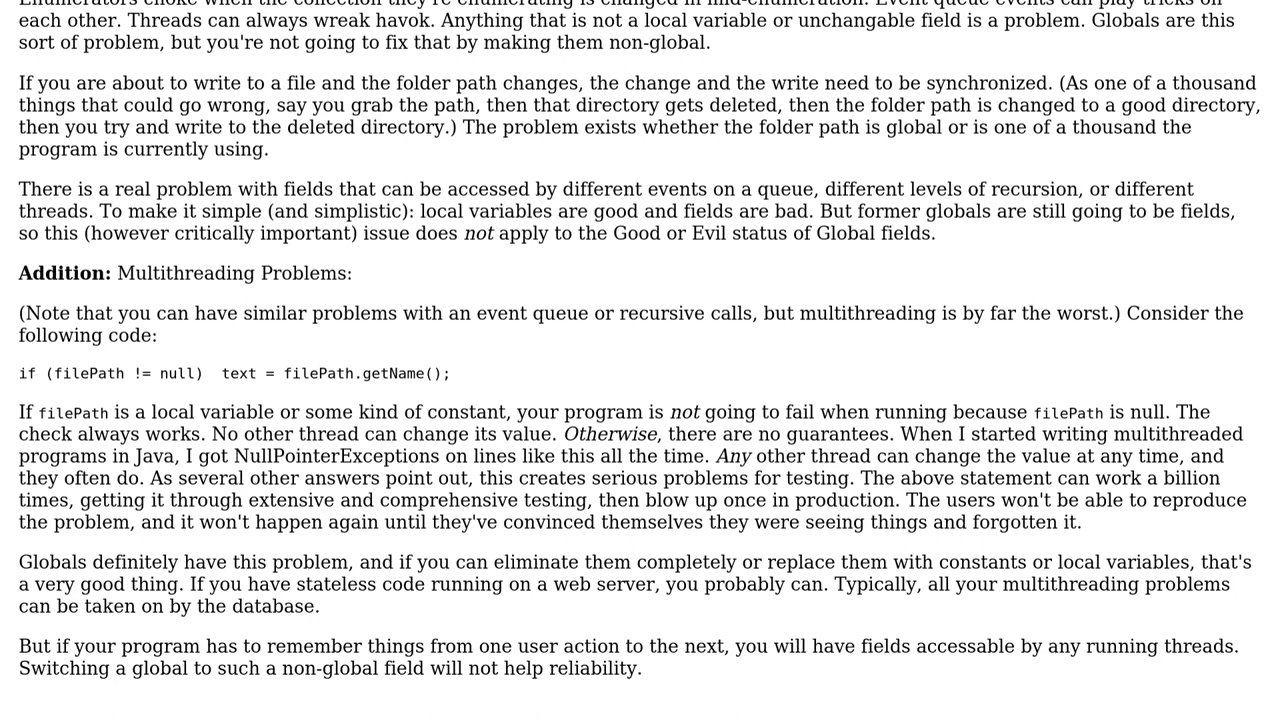 Enumerators choke when the collection they're enumerating is changed in mid-enumeration. Event queue events can play tricks on
each other. Threads can always wreak havok. Anything that is not a local variable or unchangable field is a problem. Globals are this
sort of problem, but you're not going to fix that by making them non-global.
If you are about to write to a file and the folder path changes, the change and the write need to be synchronized. (As one of a thousand
things that could go wrong, say you grab the path, then that directory gets deleted, then the folder path is changed to a good directory,
then you try and write to the deleted directory.) The problem exists whether the folder path is global or is one of a thousand the
program is currently using.
There is a real problem with fields that can be accessed by different events on a queue, different levels of recursion, or different
threads. To make it simple (and simplistic): local variables are good and fields are bad. But former globals are still going to be fields,
so this (however critically important) issue does not apply to the Good or Evil status of Global fields.
Addition: Multithreading Problems:
(Note that you can have similar problems with an event queue or recursive calls, but multithreading is by far the worst.) Consider the
following code:
if (filePath != null)  text = filePath.getName();
If filePath is a local variable or some kind of constant, your program is not going to fail when running because filePath is null. The
check always works. No other thread can change its value. Otherwise, there are no guarantees. When I started writing multithreaded
programs in Java, I got NullPointerExceptions on lines like this all the time. Any other thread can change the value at any time, and
they often do. As several other answers point out, this creates serious problems for testing. The above statement can work a billion
times, getting it through extensive and comprehensive testing, then blow up once in production. The users won't be able to reproduce
the problem, and it won't happen again until they've convinced themselves they were seeing things and forgotten it.
Globals definitely have this problem, and if you can eliminate them completely or replace them with constants or local variables, that's
a very good thing. If you have stateless code running on a web server, you probably can. Typically, all your multithreading problems
can be taken on by the database.
But if your program has to remember things from one user action to the next, you will have fields accessable by any running threads.
Switching a global to such a non-global field will not help reliability.